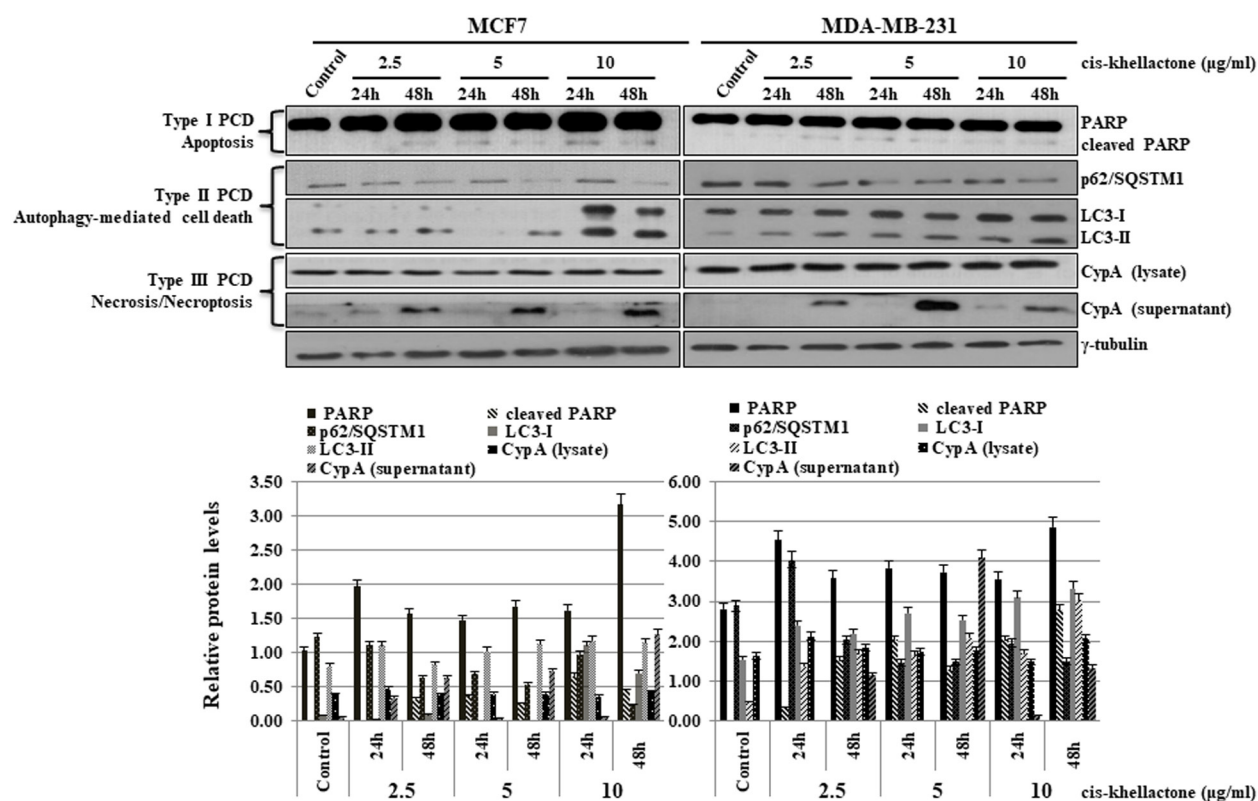 MCF7 MDA-MB-231
Control 2.5 5 10 Control 2.5 5 10 cis-khellactone (μg/ml)
24h 48h 24h 48h 24h 48h 24h 48h 24h 48h 24h 48h
Type I PCD
Apoptosis
PARP
cleaved PARP
Type II PCD
Autophagy-mediated cell death
p62/SQSTM1
LC3-I
LC3-II
Type III PCD
Necrosis/Necroptosis
CypA (lysate)
CypA (supernatant)
γ-tubulin
PARP cleaved PARP
p62/SQSTM1 LC3-I
LC3-II CypA (lysate)
CypA (supernatant)
PARP cleaved PARP
p62/SQSTM1 LC3-I
LC3-II CypA (lysate)
CypA (supernatant)
Relative protein levels
3.50
3.00
2.50
2.00
1.50
1.00
0.50
0.00
Control 24h 48h 24h 48h 24h 48h
2.5 5 10
6.00
5.00
4.00
3.00
2.00
1.00
0.00
Control 24h 48h 24h 48h 24h 48h
2.5 5 10 cis-khellactone (μg/ml)